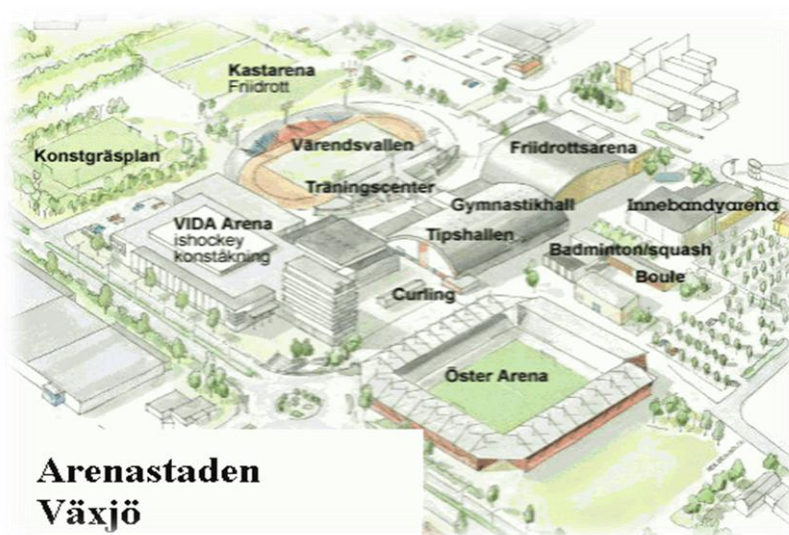 Kastarena
Friidrott
Konstgräsplan
Värendsvallen
Friidrottsarena
Träningscenter
Gymnastikhall
Innebandyarena
VIDA Arena
ishockey
konståkning
Tipshallen
Badminton/squash
Boule
Curling
Öster Arena
Arenastaden
Växjö